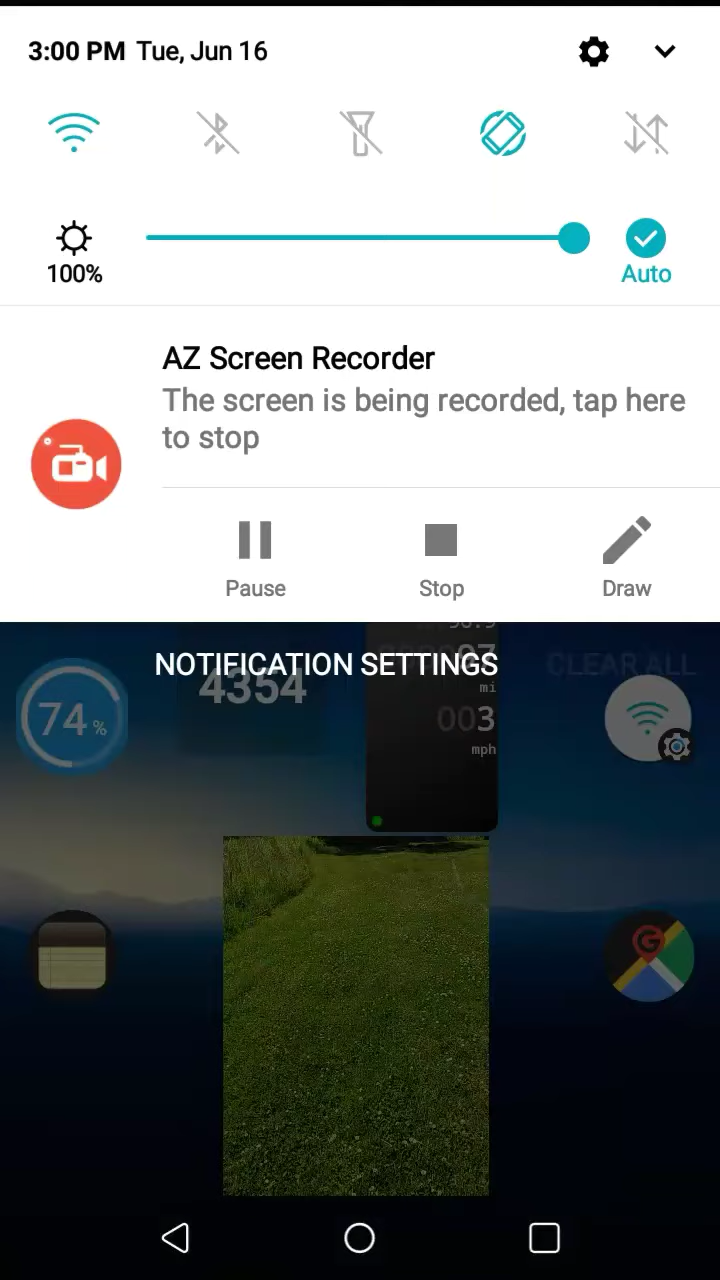 3:00 PM Tue, Jun 16
100%
Auto
AZ Screen Recorder
The screen is being recorded, tap here
to stop
Pause
Stop
Draw
NOTIFICATION SETTINGS
CLEAR ALL
74%
4354
mi
003
mph